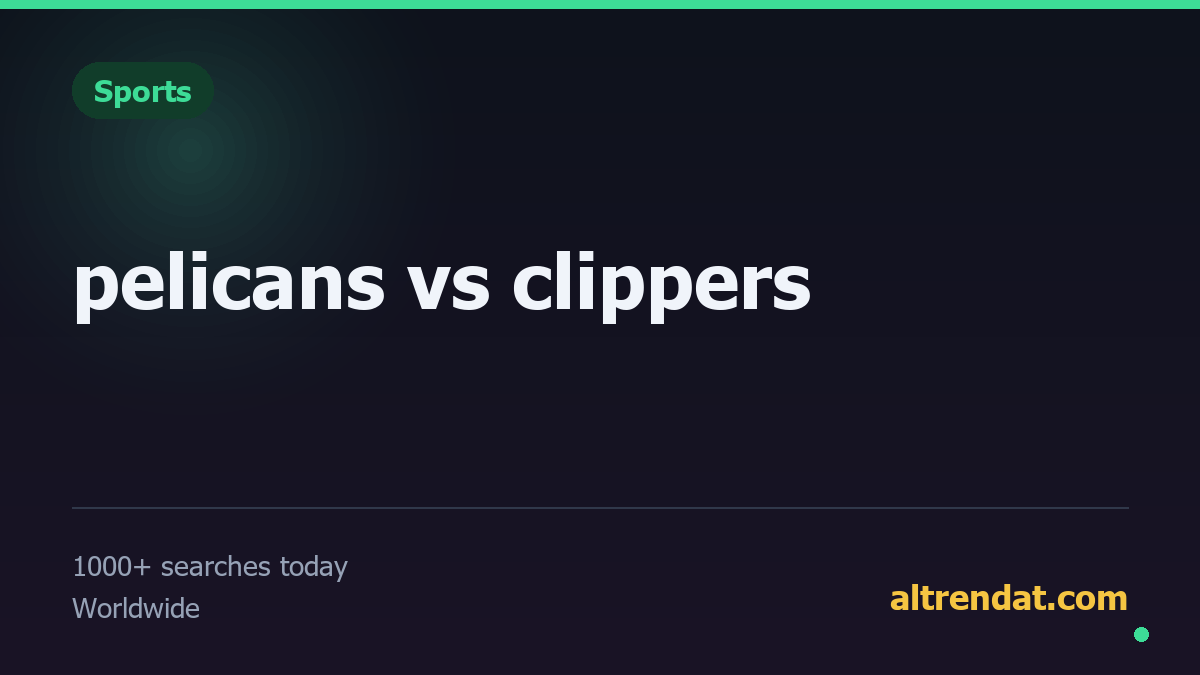 Sports
pelicans vs clippers
1000+ searches today
Worldwide
altrendat.com